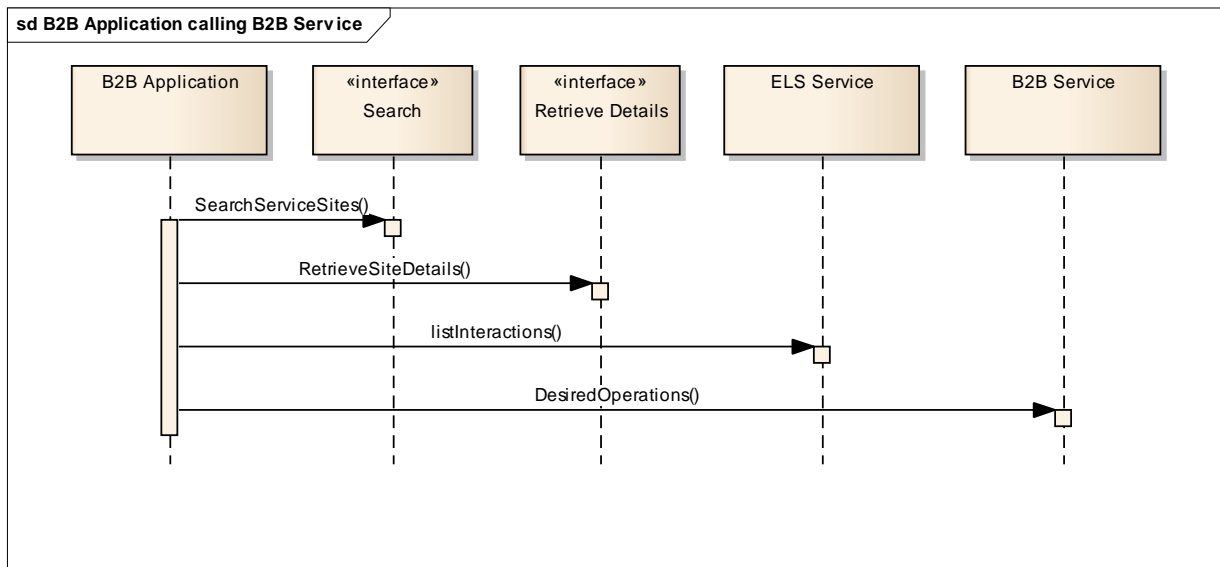 sd B2B Application calling B2B Service
B2B Application
«interface»
Search
«interface»
Retrieve Details
ELS Service
B2B Service
SearchServiceSites()
RetrieveSiteDetails()
listInteractions()
DesiredOperations()